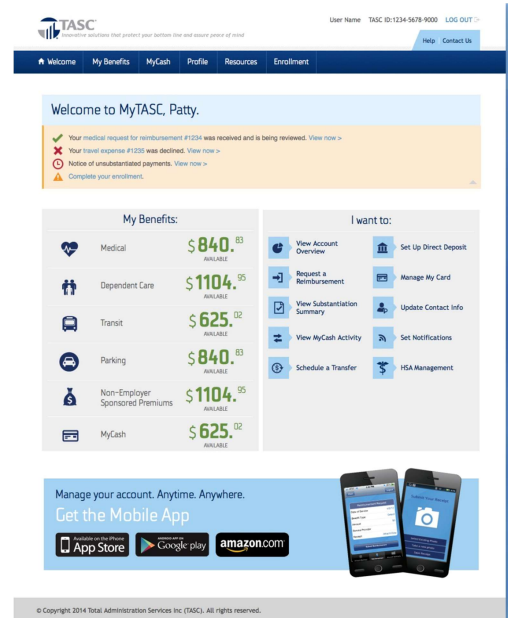 TASC
Innovative solutions that protect your bottom line and assure peace of mind
User Name TASC ID:1234-5678-9000 LOG OUT
Help Contact Us
Welcome My Benefits MyCash Profile Resources Enrollment
Welcome to MyTASC, Patty.
Your medical request for reimbursement #1234 was received and is being reviewed. View now >
Your travel expense #1235 was declined. View now >
Notice of unsubstantiated payments. View now >
Complete your enrollment.
My Benefits:
Medical $840.83
AVAILABLE
Dependent Care $1104.95
AVAILABLE
Transit $625.02
AVAILABLE
Parking $840.83
AVAILABLE
Non-Employer
Sponsored Premiums $1104.95
AVAILABLE
MyCash $625.02
AVAILABLE
I want to:
View Account
Overview
Set Up Direct Deposit
Request a
Reimbursement
Manage My Card
View Substantiation
Summary
Update Contact Info
View MyCash Activity
Set Notifications
Schedule a Transfer
HSA Management
Manage your account. Anytime. Anywhere.
Get the Mobile App
Available on the iPhone
App Store
ANDROID APP ON
Google play
amazon.com
© Copyright 2014 Total Administration Services Inc (TASC). All rights reserved.